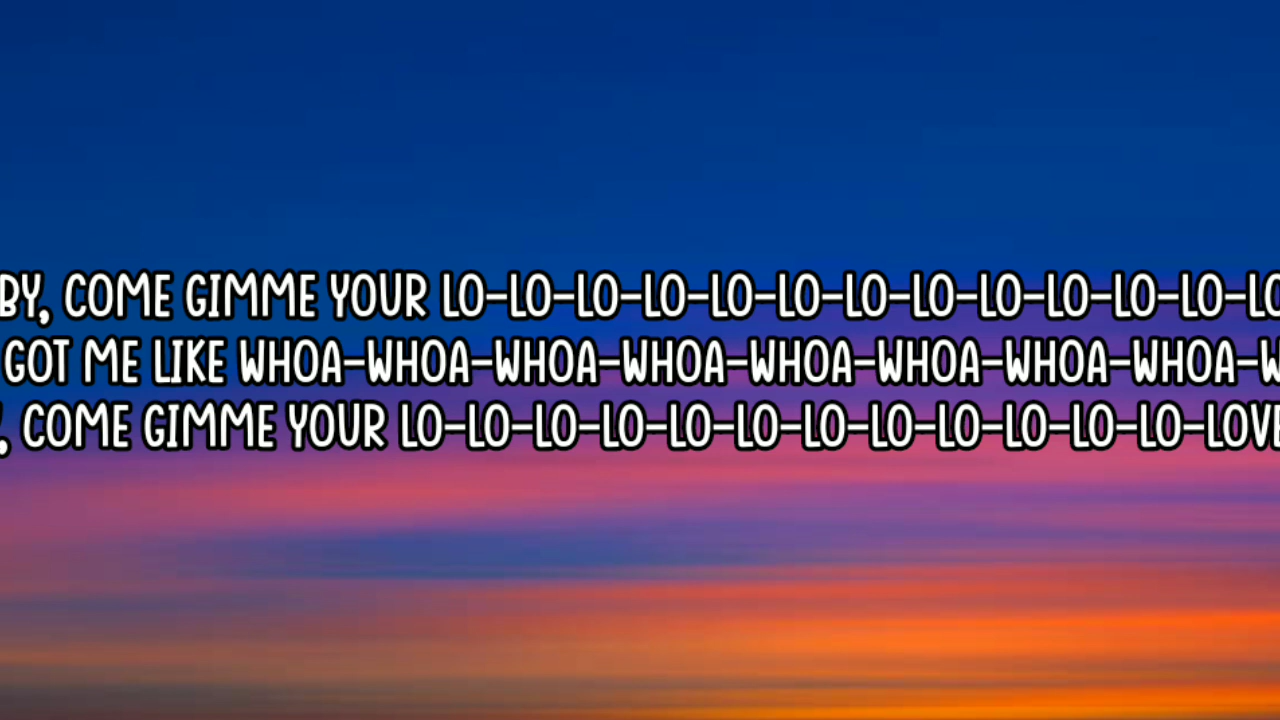 BY, COME GIMME YOUR LO-LO-LO-LO-LO-LO-LO-LO-LO-LO-LO-LO-LO
GOT ME LIKE WHOA-WHOA-WHOA-WHOA-WHOA-WHOA-WHOA-WHOA-W
, COME GIMME YOUR LO-LO-LO-LO-LO-LO-LO-LO-LO-LO-LO-LO-LOVE